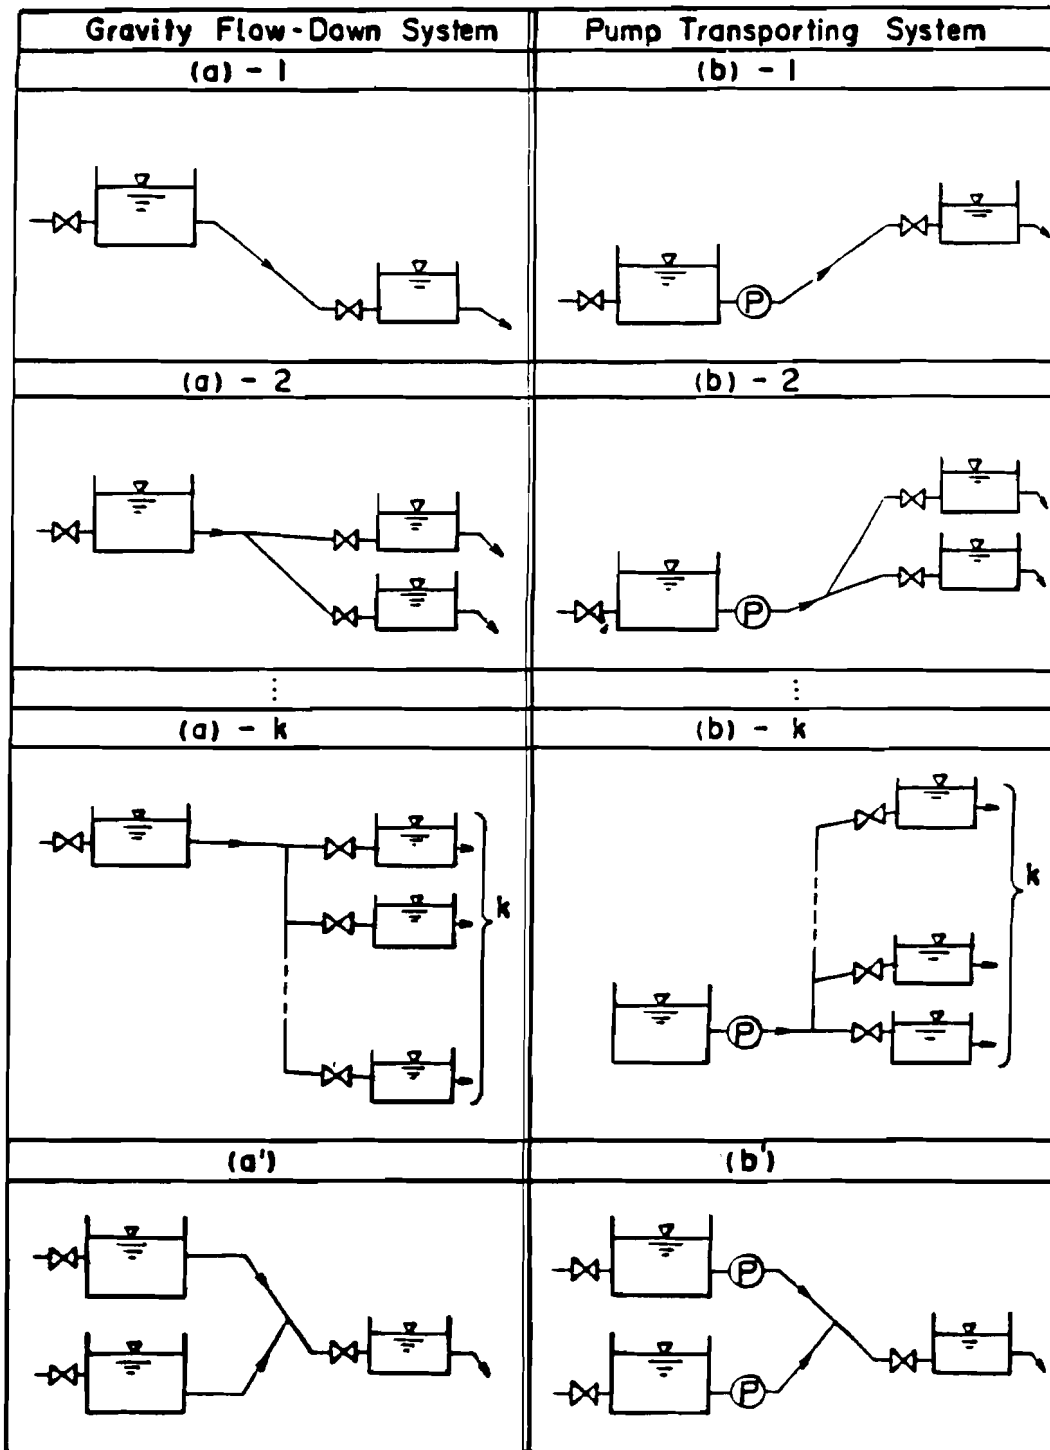 Gravity Flow-Down System
Pump Transporting System
(a) - 1
(b) - 1
P
(a) - 2
(b) - 2
P
⋮
⋮
(a) - k
(b) - k
k
k
P
(a')
(b')
P
P